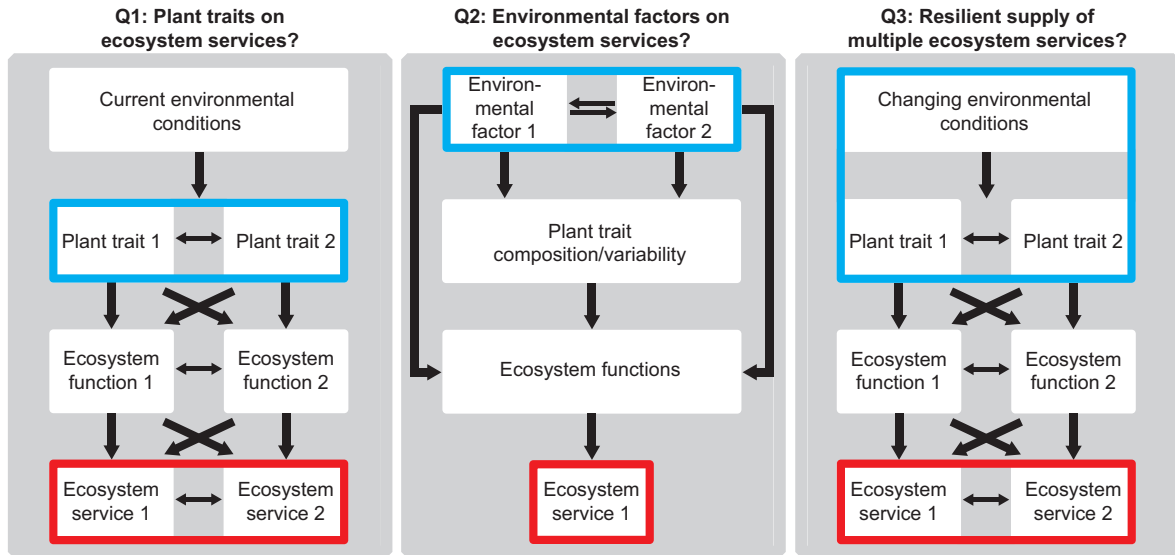 Q1: Plant traits on
ecosystem services?
Current environmental
conditions
Plant trait 1
Plant trait 2
Ecosystem
function 1
Ecosystem
function 2
Ecosystem
service 1
Ecosystem
service 2
Q2: Environmental factors on
ecosystem services?
Environ-
mental
factor 1
Environ-
mental
factor 2
Plant trait
composition/variability
Ecosystem functions
Ecosystem
service 1
Q3: Resilient supply of
multiple ecosystem services?
Changing environmental
conditions
Plant trait 1
Plant trait 2
Ecosystem
function 1
Ecosystem
function 2
Ecosystem
service 1
Ecosystem
service 2